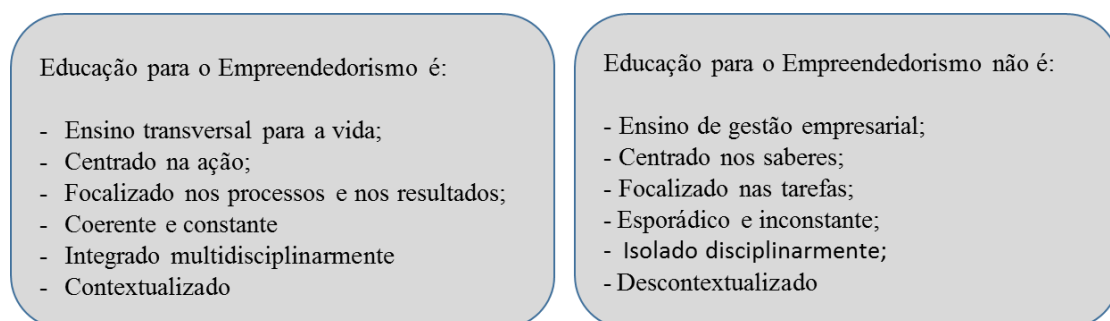 Educação para o Empreendedorismo é:
- Ensino transversal para a vida;
- Centrado na ação;
- Focalizado nos processos e nos resultados;
- Coerente e constante
- Integrado multidisciplinarmente
- Contextualizado
Educação para o Empreendedorismo não é:
- Ensino de gestão empresarial;
- Centrado nos saberes;
- Focalizado nas tarefas;
- Esporádico e inconstante;
- Isolado disciplinarmente;
- Descontextualizado